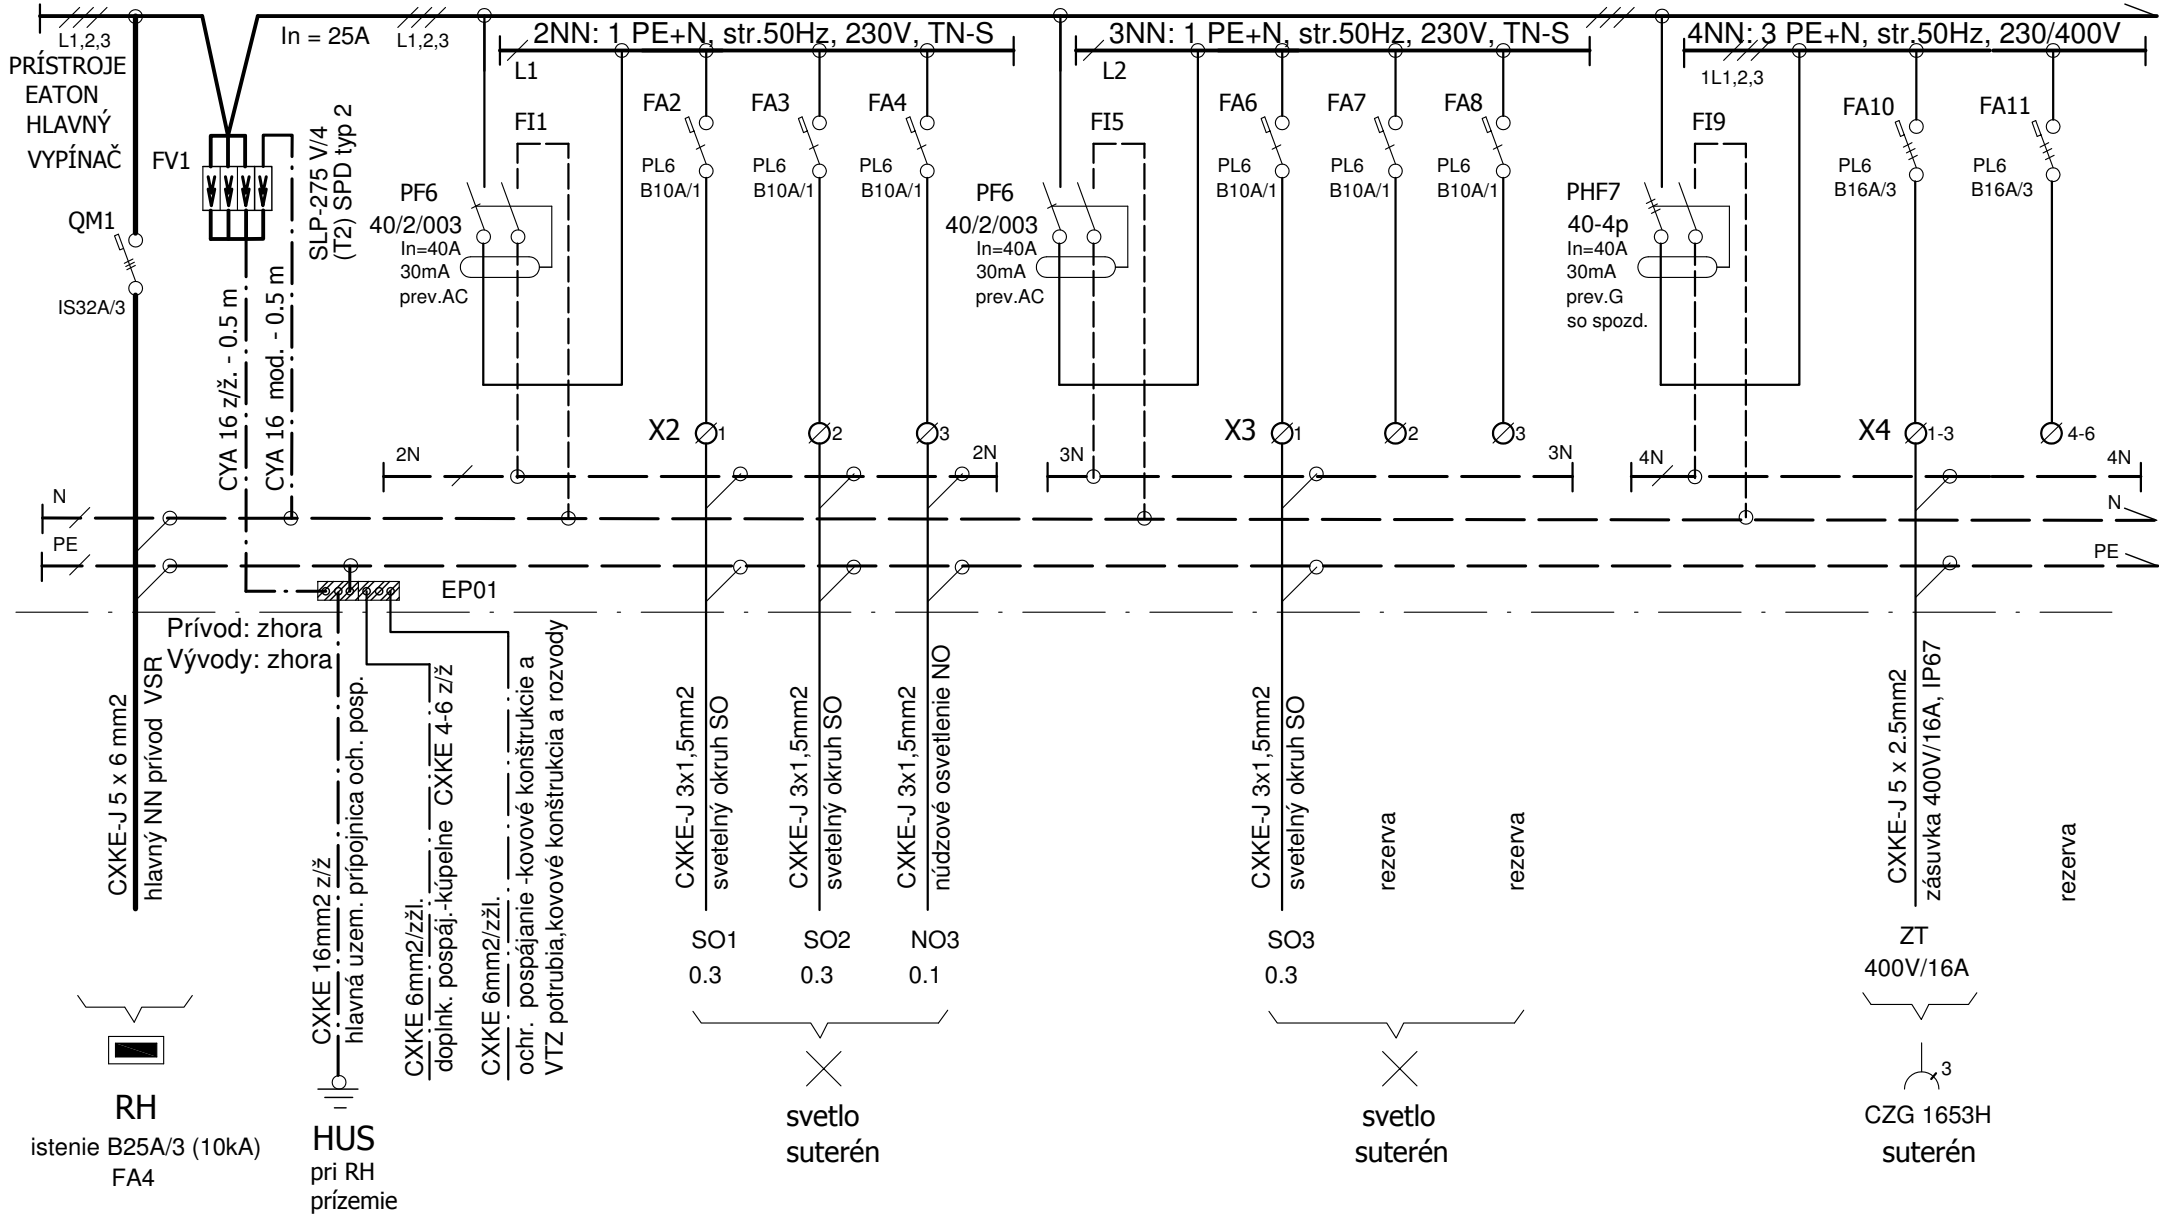 L1,2,3
In = 25A
L1,2,3
2NN: 1 PE+N, str.50Hz, 230V, TN-S
3NN: 1 PE+N, str.50Hz, 230V, TN-S
4NN: 3 PE+N, str.50Hz, 230/400V
PRÍSTROJE
EATON
HLAVNÝ
VYPÍNAČ
L1
L2
1L1,2,3
FV1
SLP-275 V/4
(T2) SPD typ 2
QM1
IS32A/3
CYA 16 z/ž. - 0.5 m
CYA 16 mod. - 0.5 m
FI1
PF6
40/2/003
In=40A
30mA
prev.AC
FA2
PL6
B10A/1
FA3
PL6
B10A/1
FA4
PL6
B10A/1
FI5
PF6
40/2/003
In=40A
30mA
prev.AC
FA6
PL6
B10A/1
FA7
PL6
B10A/1
FA8
PL6
B10A/1
FI9
PHF7
40-4p
In=40A
30mA
prev.G
so spozd.
FA10
PL6
B16A/3
FA11
PL6
B16A/3
X2
1
2
3
X3
1
2
3
X4
1-3
4-6
2N
2N
3N
3N
4N
4N
N
N
PE
PE
EP01
Prívod: zhora
Vývody: zhora
CXKE-J 5 x 6 mm2
hlavný NN prívod VSR
CXKE 16mm2 z/ž
hlavná uzem. prípojnica och. posp.
CXKE 6mm2/zžl.
doplnk. pospáj.-kúpelne CXKE 4-6 z/ž
CXKE 6mm2/zžl.
ochr. pospájanie -kovové konštrukcie a
VTZ potrubia,kovové konštrukcia a rozvody
CXKE-J 3x1,5mm2
svetelný okruh SO
CXKE-J 3x1,5mm2
svetelný okruh SO
CXKE-J 3x1,5mm2
núdzové osvetlenie NO
CXKE-J 3x1,5mm2
svetelný okruh SO
rezerva
rezerva
CXKE-J 5 x 2.5mm2
zásuvka 400V/16A, IP67
rezerva
SO1
0.3
SO2
0.3
NO3
0.1
SO3
0.3
ZT
400V/16A
RH
istenie B25A/3 (10kA)
FA4
HUS
pri RH
prízemie
svetlo
suterén
svetlo
suterén
3
CZG 1653H
suterén